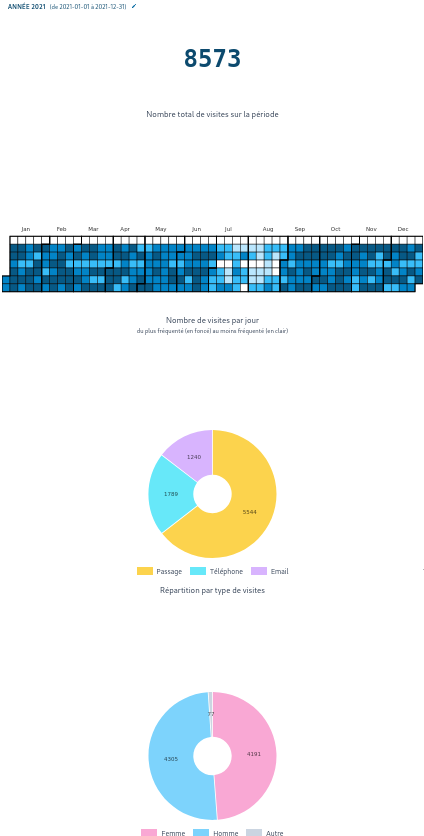 ANNÉE 2021 (de 2021-01-01 à 2021-12-31)
8573
Nombre total de visites sur la période
Jan Feb Mar Apr May Jun Jul Aug Sep Oct Nov Dec
Nombre de visites par jour
du plus fréquenté (en foncé) au moins fréquenté (en clair)
1240
1789
5544
Passage Téléphone Email
Répartition par type de visites
77
4305
4191
Femme Homme Autre